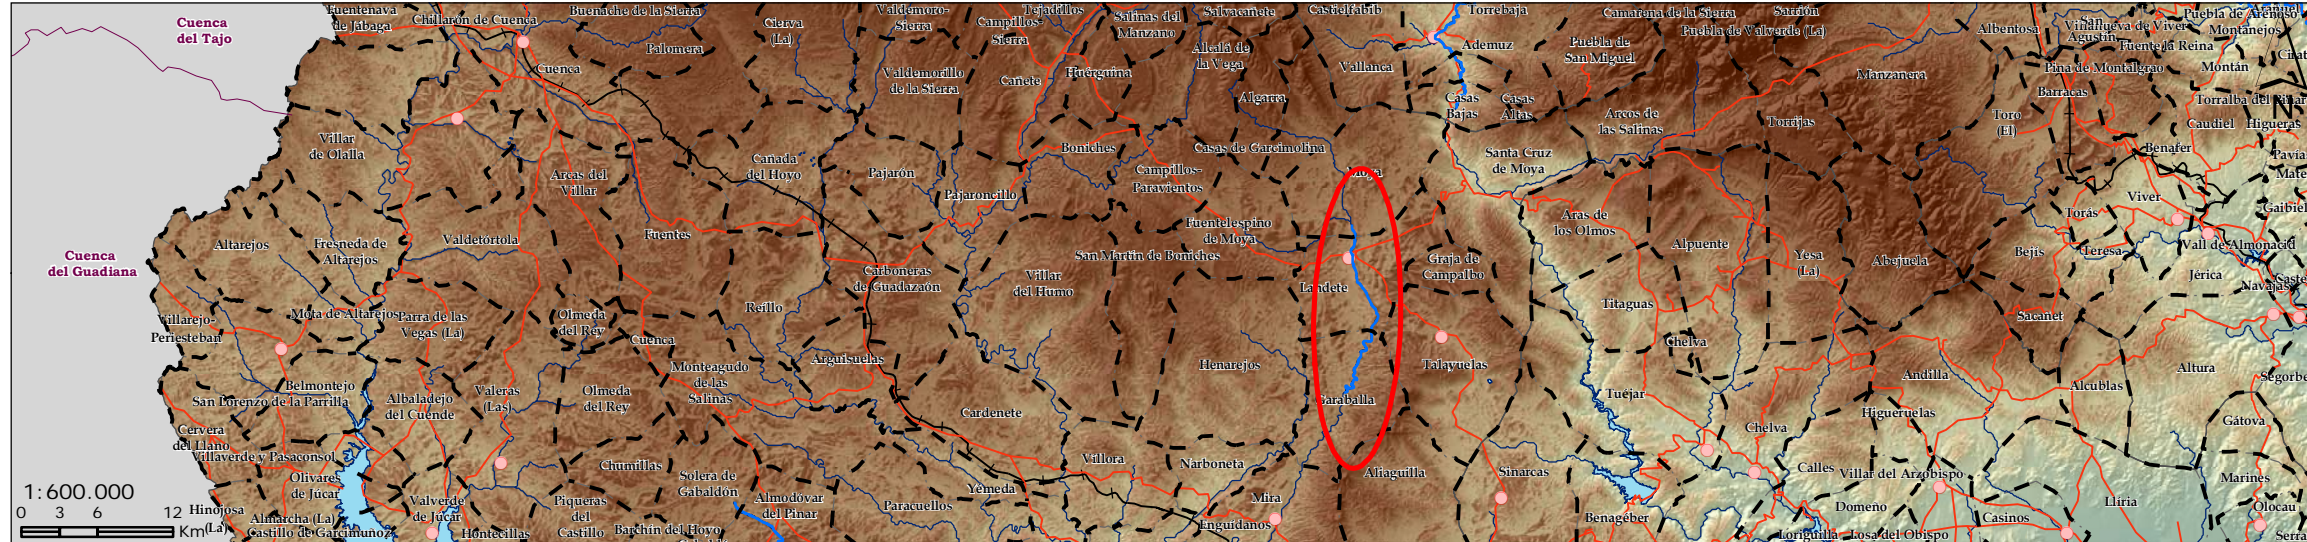 Cuenca
del Tajo
Fuentenava
de Jábaga
Chillarón de Cuenca
Buenache de la Sierra
Cierva
(La)
Valdemoro-
Sierra
Campillos-
Sierra
Tejadillos
Salinas del
Manzano
Salvacañete
Castielfabib
Torrebaja
Camarena de la Sierra
Sarrión
Puebla de Valverde (La)
Albentosa
San
Agustín
Villanueva de Viver
Fuente la Reina
Puebla de Arenoso
Montanejos
Cirat
Palomera
Cuenca
Valdemorillo
de la Sierra
Cañete
Huérguina
Alcalá de
la Vega
Algarra
Vallanca
Ademuz
Puebla de
San Miguel
Casas
Bajas
Casas
Altas
Arcos de
las Salinas
Manzanera
Torrijas
Toro
(El)
Pina de Montalgrao
Barracas
Montán
Torralba del Pinar
Caudiel
Higueras
Benafer
Pavía
Mate
Villar
de Olalla
Arcas del
Villar
Cañada
del Hoyo
Pajarón
Pajaroncillo
Boniches
Campillos-
Paravientos
Casas de Garcimolina
Moya
Santa Cruz
de Moya
Viver
Torás
Gaibiel
Altarejos
Fresneda de
Altarejos
Valdetórtola
Fuentes
Fuentelespino
de Moya
San Martín de Boniches
Aras de
los Olmos
Alpuente
Yesa
(La)
Abejuela
Bejís
Teresa
Vall de Almonacid
Jérica
Navajas
Caste
Cuenca
del Guadiana
Carboneras
de Guadazaón
Villar
del Humo
Landete
Graja de
Campalbo
Titaguas
Sacañet
Villarejo-
Periesteban
Mota de Altarejos
Parra de las
Vegas (La)
Olmeda
del Rey
Reíllo
Cuenca
Arguisuelas
Henarejos
Talayuelas
Chelva
Altura
Segorbe
Belmontejo
San Lorenzo de la Parrilla
Albaladejo
del Cuende
Valeras
(Las)
Olmeda
del Rey
Monteagudo
de las
Salinas
Cardenete
Garaballa
Tuéjar
Andilla
Higueruelas
Alcublas
Gátova
Cervera
del Llano
Villaverde y Pasaconsol
Olivares
de Júcar
Chumillas
Solera de
Gabaldón
Villora
Narboneta
Aliaguilla
Sinarcas
Chelva
Calles
Villar del Arzobispo
Marines
1:600.000
0 3 6 12
Km
Hinojosa
(La)
Almarcha (La)
Castillo de Garcimuñoz
Valverde
de Júcar
Hontecillas
Piqueras
del
Castillo
Barchín del Hoyo
Almodóvar
del Pinar
Paracuellos
Yémeda
Mira
Enguídanos
Benagéber
Domeño
Loriguilla
Losa del Obispo
Casinos
Llíria
Olocau
Serra